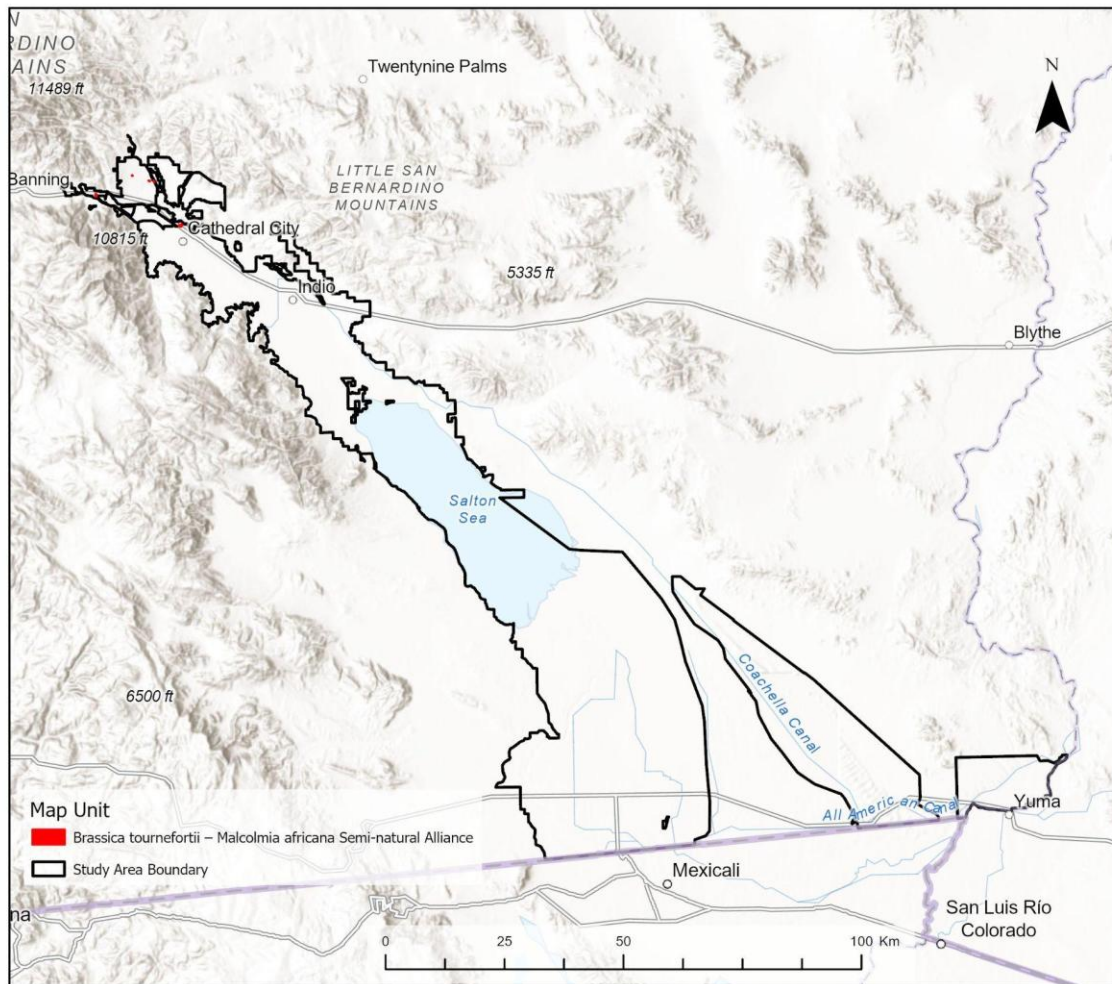 N
RDINO
AINS
11489 ft
Twentynine Palms
N
Banning
LITTLE SAN
BERNARDINO
MOUNTAINS
10815 ft
Cathedral City
5335 ft
Indio
Blythe
Salton
Sea
Coachella Canal
6500 ft
All American Canal
Yuma
Map Unit
Brassica tournefortii – Malcolmia africana Semi-natural Alliance
Study Area Boundary
Mexicali
na
San Luis Río
Colorado
0 25 50 100 Km